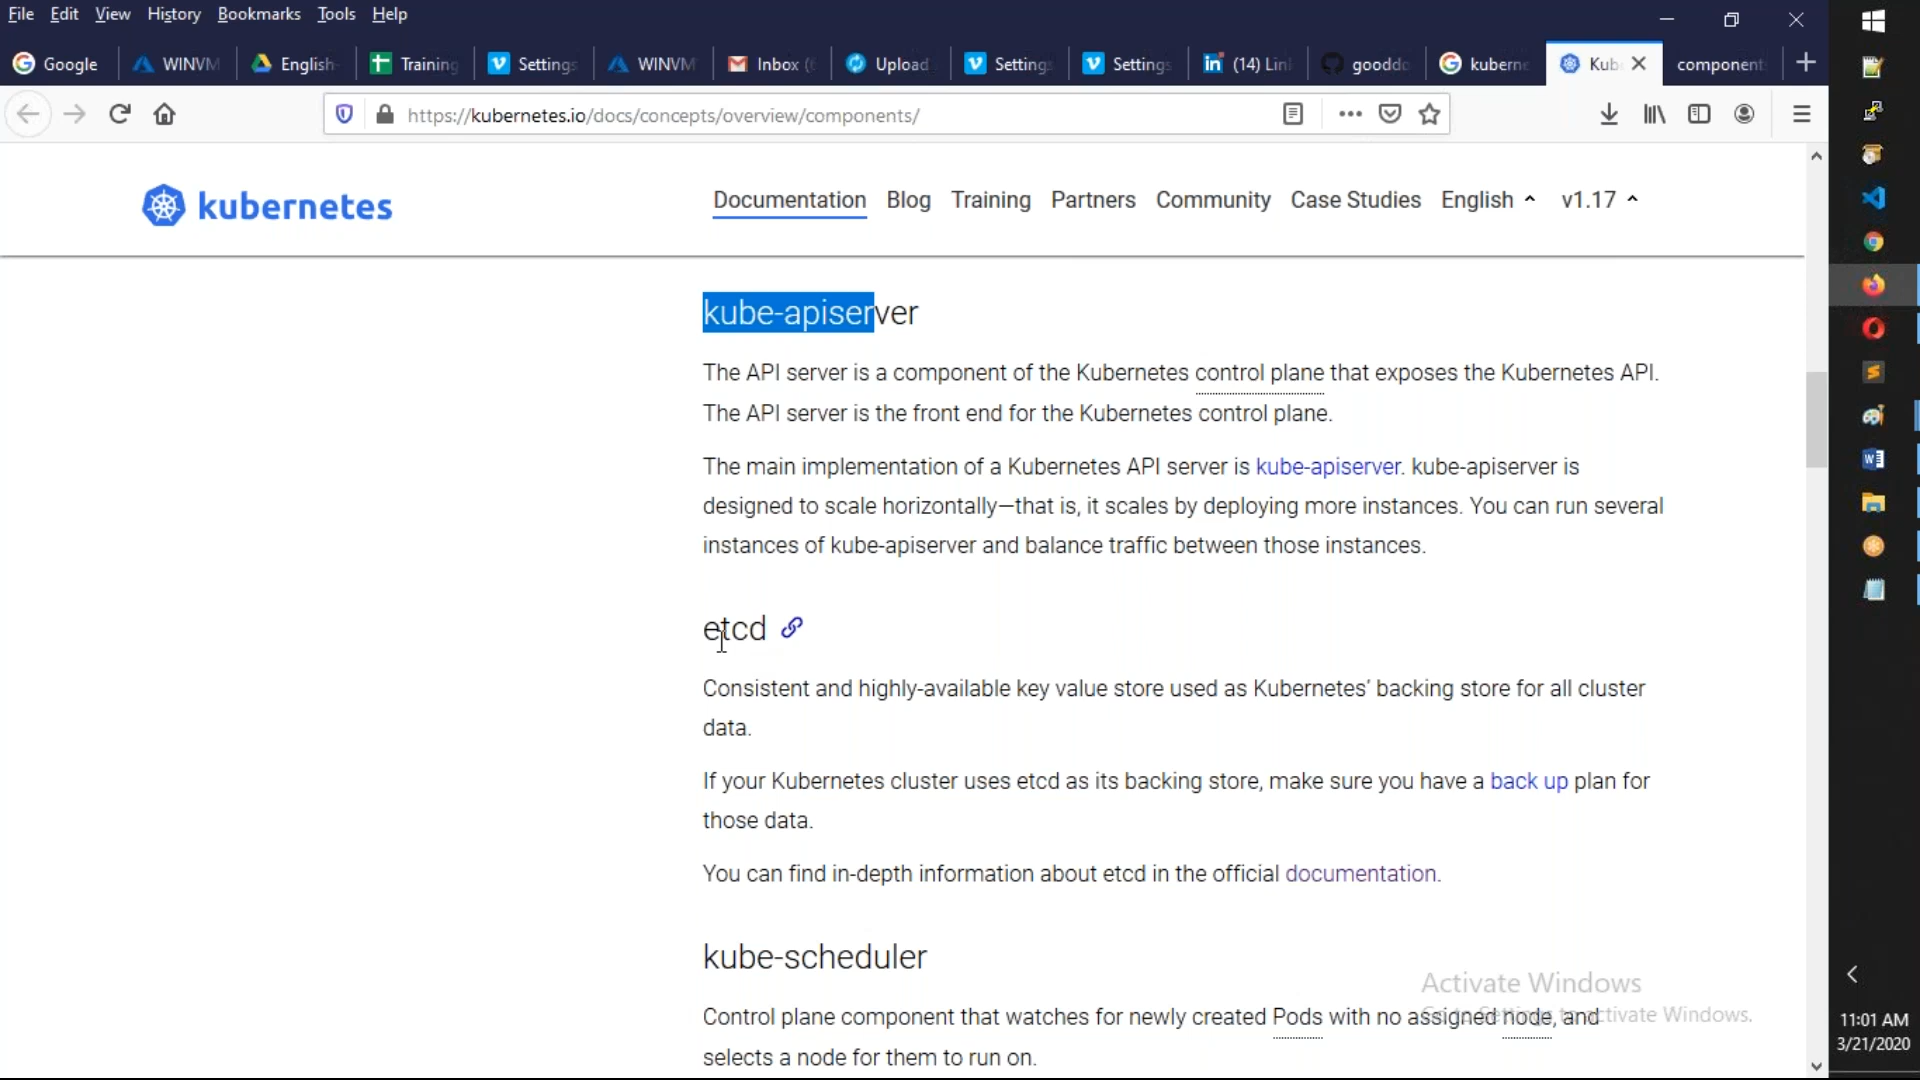 File Edit View History Bookmarks Tools Help
Google WINVM English Training Settings WINVM Inbox ( Upload Setting Setting (14) Lin gooddo kuberne Kub component
https://kubernetes.io/docs/concepts/overview/components/
kubernetes Documentation Blog Training Partners Community Case Studies English v1.17
kube-apiserver
The API server is a component of the Kubernetes control plane that exposes the Kubernetes API.
The API server is the front end for the Kubernetes control plane.
The main implementation of a Kubernetes API server is kube-apiserver. kube-apiserver is
designed to scale horizontally—that is, it scales by deploying more instances. You can run several
instances of kube-apiserver and balance traffic between those instances.
etcd
Consistent and highly-available key value store used as Kubernetes’ backing store for all cluster
data.
If your Kubernetes cluster uses etcd as its backing store, make sure you have a back up plan for
those data.
You can find in-depth information about etcd in the official documentation.
kube-scheduler
Activate Windows
Go to Settings to activate Windows.
Control plane component that watches for newly created Pods with no assigned node, and
selects a node for them to run on.
11:01 AM
3/21/2020